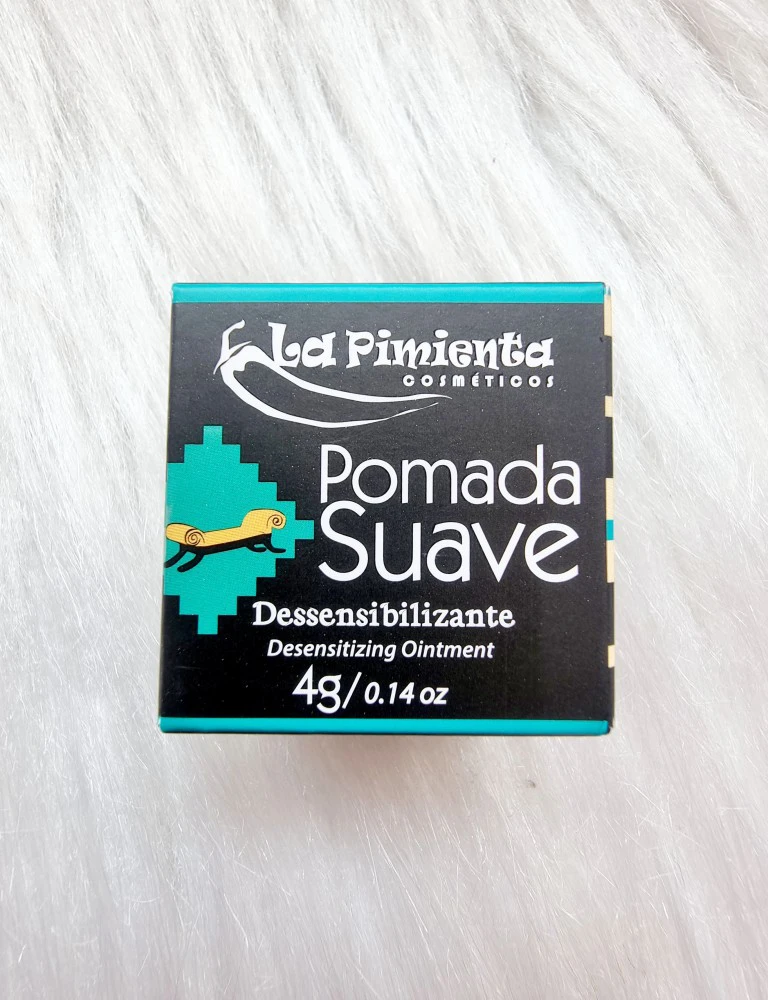 La Pimienta
COSMÉTICOS
Pomada
Suave
Dessensibilizante
Desensitizing Ointment
4g/ 0.14 oz